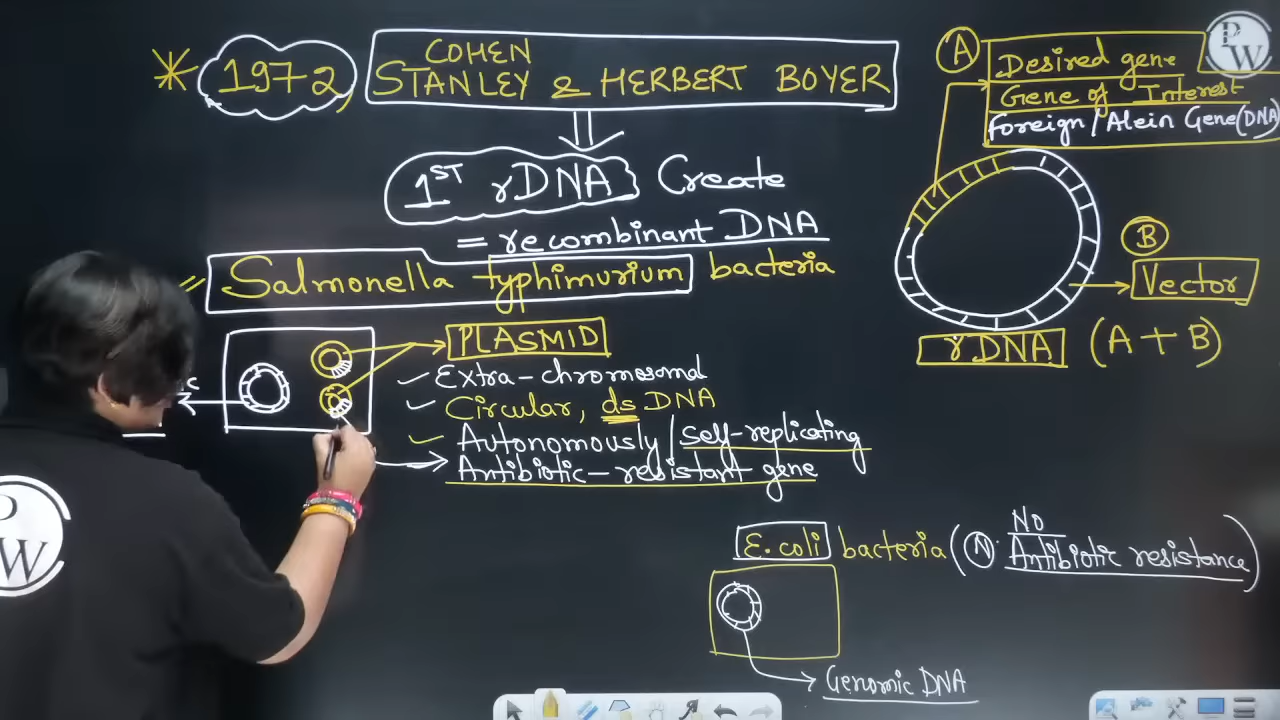 1972,
COHEN
STANLEY & HERBERT BOYER
1ST rDNA Create
= recombinant DNA
Salmonella typhimurium bacteria
PLASMID
Extra-chromosomal
Circular, ds DNA
Autonomously / self-replicating
Antibiotic-resistant gene
A
Desired gene
Gene of Interest
Foreign / Alein Gene (DNA)
B
Vector
rDNA (A + B)
NO
E.coli bacteria (N. Antibiotic resistance)
Genomic DNA
PW
P
W